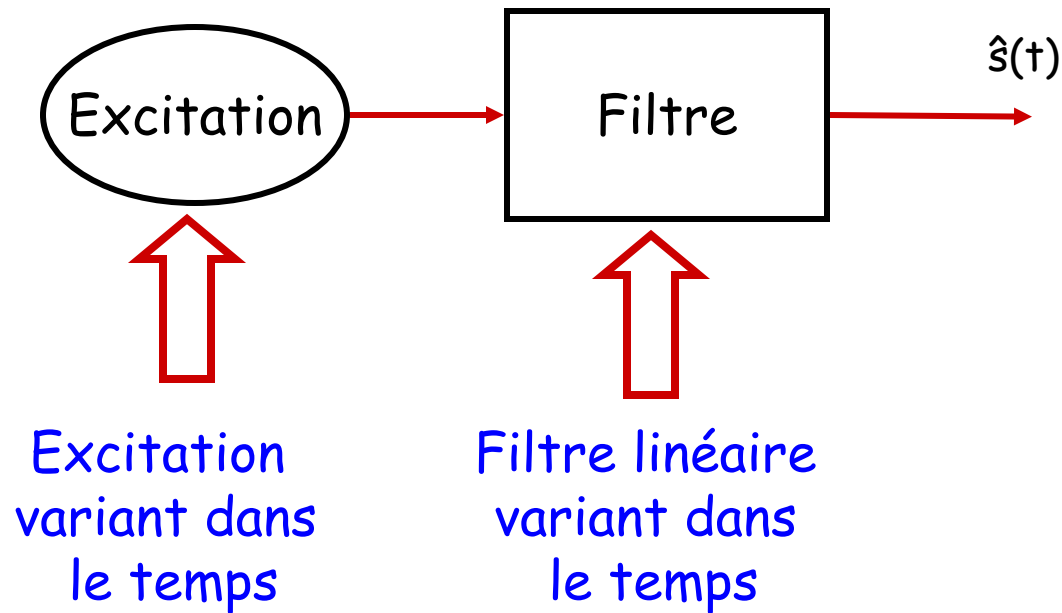 Excitation
Filtre
ŝ(t)
Excitation
variant dans
le temps
Filtre linéaire
variant dans
le temps